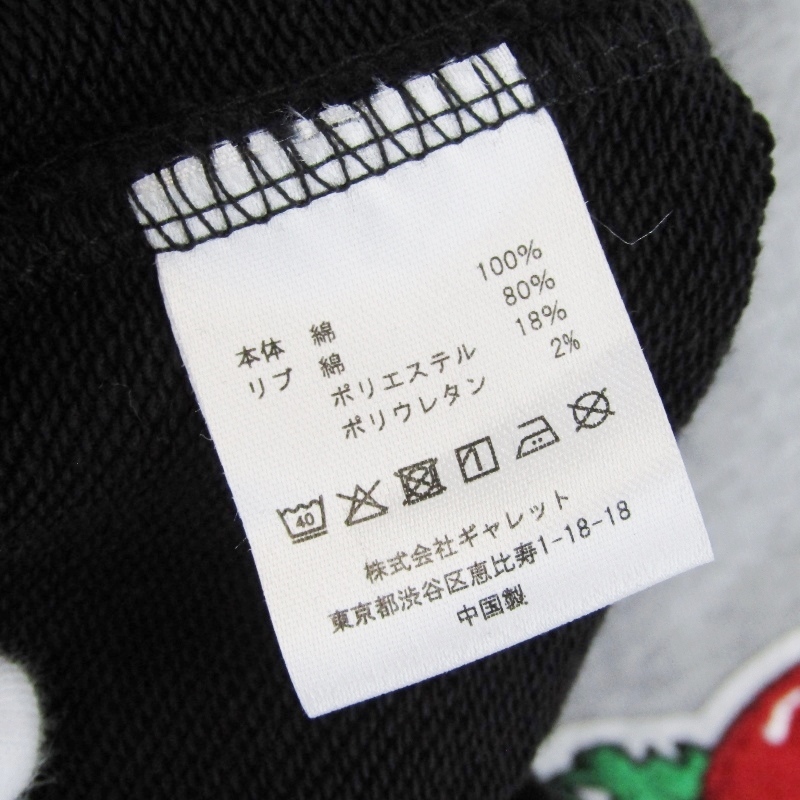 本体 綿 100%
リブ 綿 80%
ポリエステル 18%
ポリウレタン 2%
40
株式会社ギャレット
東京都渋谷区恵比寿1-18-18
中国製